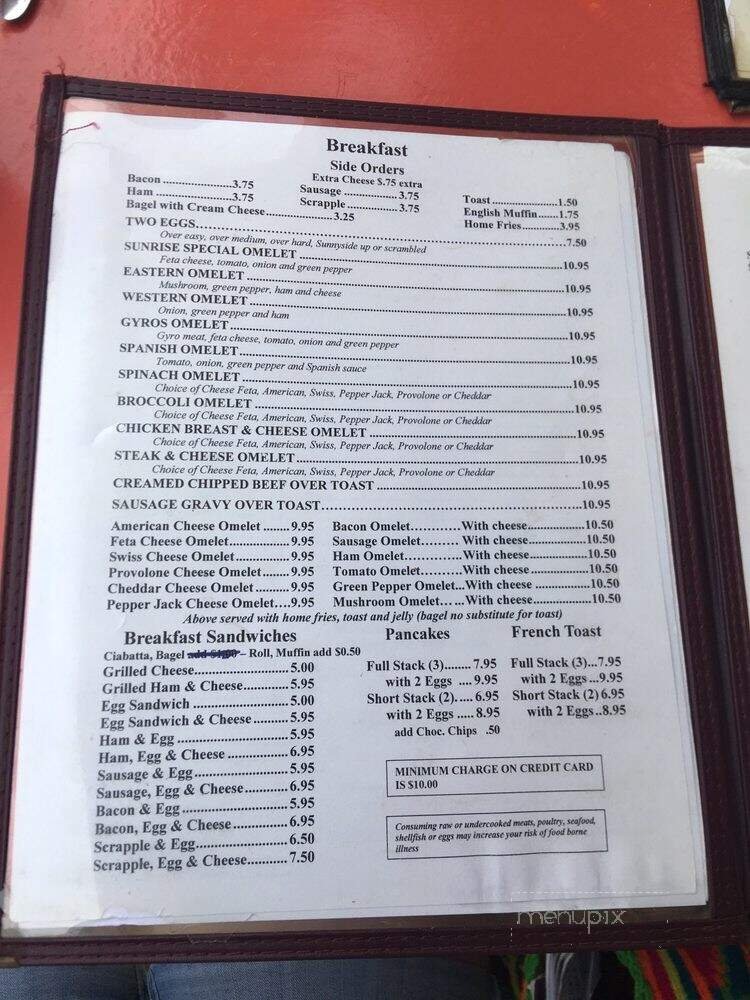 Breakfast
Side Orders
Extra Cheese $.75 extra
Bacon ........................3.75
Ham ..........................3.75
Bagel with Cream Cheese........................3.25
Sausage ...................3.75
Scrapple...................3.75
Toast.........................1.50
English Muffin.......1.75
Home Fries.............3.95
TWO EGGS..........7.50
Over easy, over medium, over hard, Sunnyside up or scrambled
SUNRISE SPECIAL OMELET ..........10.95
Feta cheese, tomato, onion and green pepper
EASTERN OMELET ..........10.95
Mushroom, green pepper, ham and cheese
WESTERN OMELET ..........10.95
Onion, green pepper and ham
GYROS OMELET..........10.95
Gyro meat, feta cheese, tomato, onion and green pepper
SPANISH OMELET..........10.95
Tomato, onion, green pepper and Spanish sauce
SPINACH OMELET ..........10.95
Choice of Cheese Feta, American, Swiss, Pepper Jack, Provolone or Cheddar
BROCCOLI OMELET ..........10.95
Choice of Cheese Feta, American, Swiss, Pepper Jack, Provolone or Cheddar
CHICKEN BREAST & CHEESE OMELET ..........10.95
Choice of Cheese Feta, American, Swiss, Pepper Jack, Provolone or Cheddar
STEAK & CHEESE OMELET ..........10.95
Choice of Cheese Feta, American, Swiss, Pepper Jack, Provolone or Cheddar
CREAMED CHIPPED BEEF OVER TOAST ..........10.95
SAUSAGE GRAVY OVER TOAST..........10.95
American Cheese Omelet ........9.95 Bacon Omelet...........With cheese....................10.50
Feta Cheese Omelet...............9.95 Sausage Omelet......... With cheese....................10.50
Swiss Cheese Omelet..............9.95 Ham Omelet............With cheese....................10.50
Provolone Cheese Omelet........9.95 Tomato Omelet.........With cheese....................10.50
Cheddar Cheese Omelet .........9.95 Green Pepper Omelet...With cheese ...................10.50
Pepper Jack Cheese Omelet....9.95 Mushroom Omelet... ...With cheese....................10.50
Above served with home fries, toast and jelly (bagel no substitute for toast)
Breakfast Sandwiches
Ciabatta, Bagel add $1.00 – Roll, Muffin add $0.50
Grilled Cheese..........5.00
Grilled Ham & Cheese..........5.95
Egg Sandwich ..........5.00
Egg Sandwich & Cheese..........5.95
Ham & Egg ..........5.95
Ham, Egg & Cheese ..........6.95
Sausage & Egg..........5.95
Sausage, Egg & Cheese ..........6.95
Bacon & Egg..........5.95
Bacon, Egg & Cheese ..........6.95
Scrapple & Egg..........6.50
Scrapple, Egg & Cheese..........7.50
Pancakes
Full Stack (3)........ 7.95
with 2 Eggs .... 9.95
Short Stack (2)..... 6.95
with 2 Eggs ..... 8.95
add Choc. Chips .50
French Toast
Full Stack (3)...7.95
with 2 Eggs ...9.95
Short Stack (2) 6.95
with 2 Eggs..8.95
MINIMUM CHARGE ON CREDIT CARD
IS $10.00
Consuming raw or undercooked meats, poultry, seafood,
shellfish or eggs may increase your risk of food borne
illness
menupix